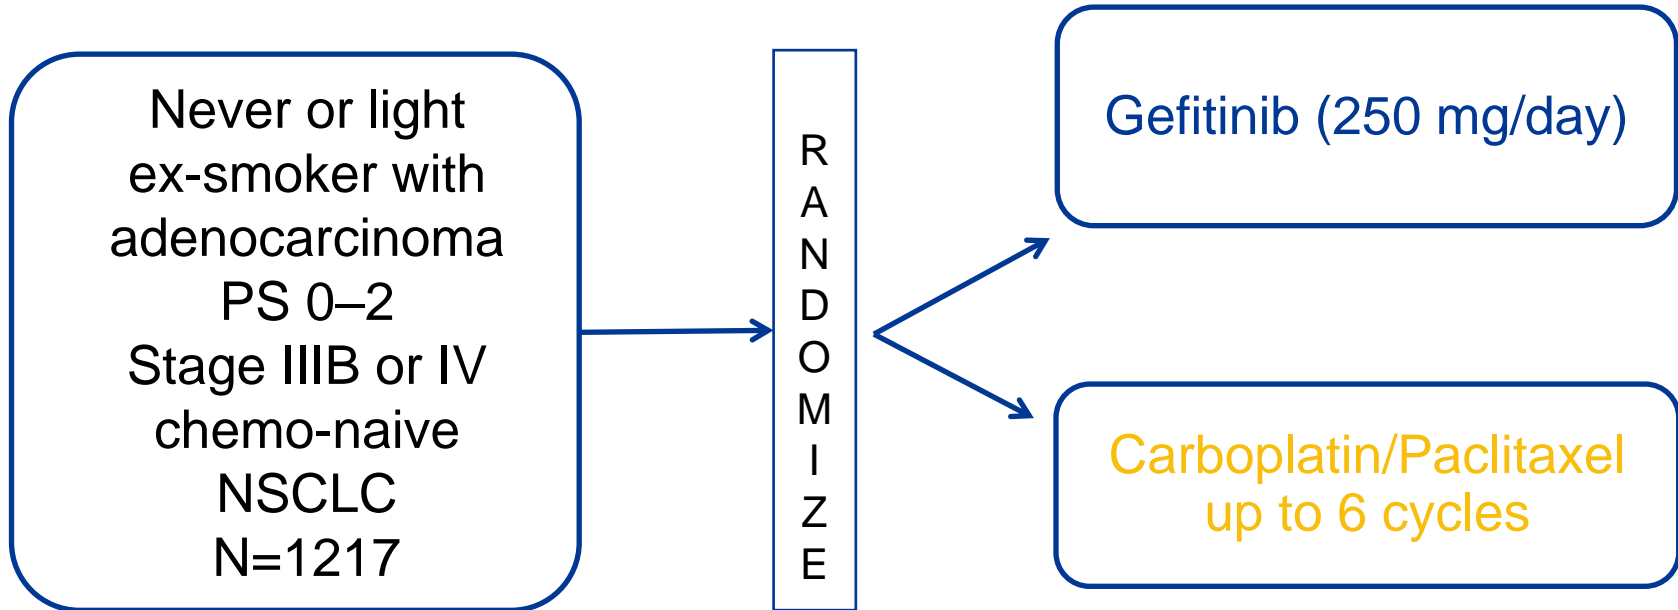 Never or light
ex-smoker with
adenocarcinoma
PS 0–2
Stage IIIB or IV
chemo-naive
NSCLC
N=1217
R
A
N
D
O
M
I
Z
E
Gefitinib (250 mg/day)
Carboplatin/Paclitaxel
up to 6 cycles